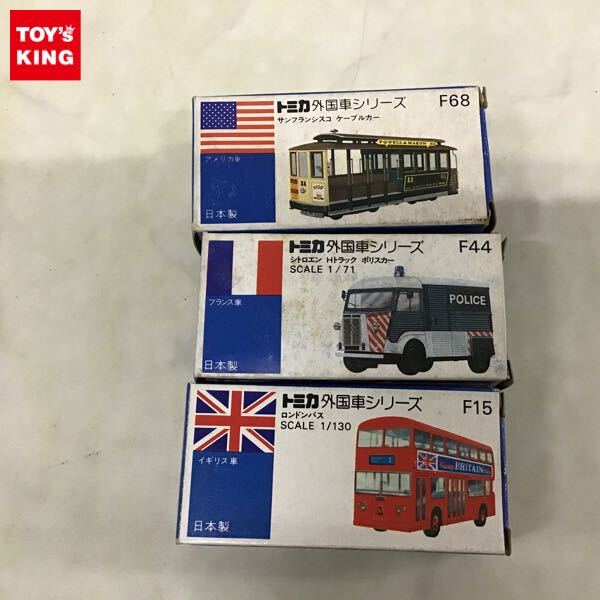 TOY'S
KING
トミカ外国車シリーズ F68
サンフランシスコ ケーブルカー
POWELL & MASON
アメリカ車
日本製
トミカ外国車シリーズ F44
シトロエン Hトラック ポリスカー
SCALE 1/71
POLICE
フランス車
日本製
トミカ外国車シリーズ F15
ロンドンバス
SCALE 1/130
BRITAIN
イギリス車
日本製